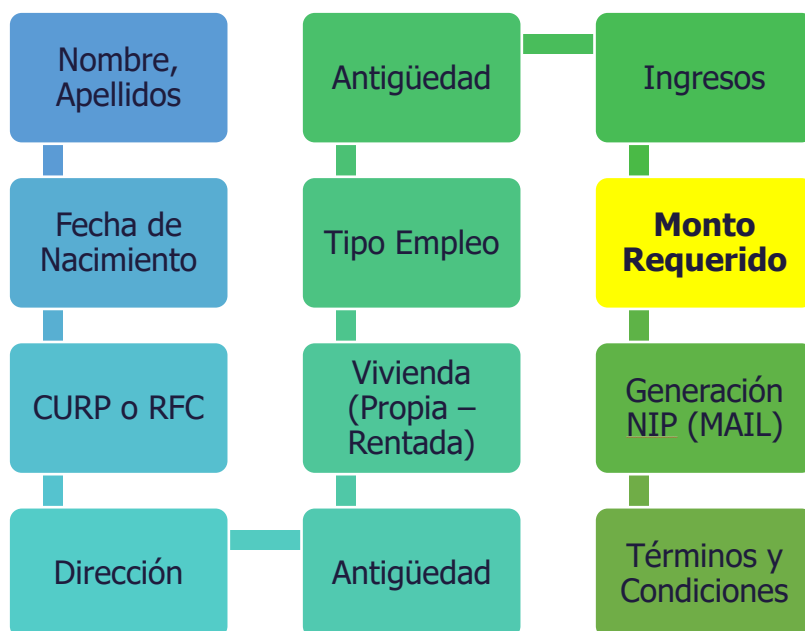 Nombre,
Apellidos
Fecha de
Nacimiento
CURP o RFC
Dirección
Antigüedad
Vivienda
(Propia –
Rentada)
Tipo Empleo
Antigüedad
Ingresos
Monto
Requerido
Generación
NIP (MAIL)
Términos y
Condiciones